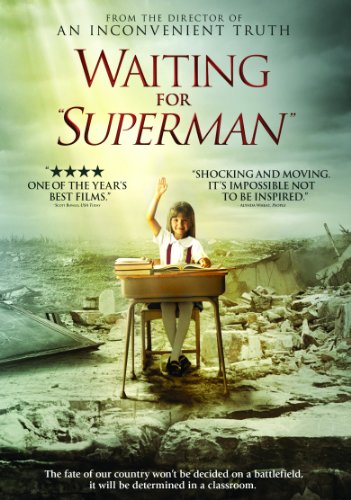 FROM THE DIRECTOR OF
AN INCONVENIENT TRUTH
WAITING
FOR
"SUPERMAN"
"★★★★
ONE OF THE YEAR'S
BEST FILMS."
"SHOCKING AND MOVING.
IT'S IMPOSSIBLE NOT
TO BE INSPIRED."
The fate of our country won't be decided on a battlefield,
it will be determined in a classroom.